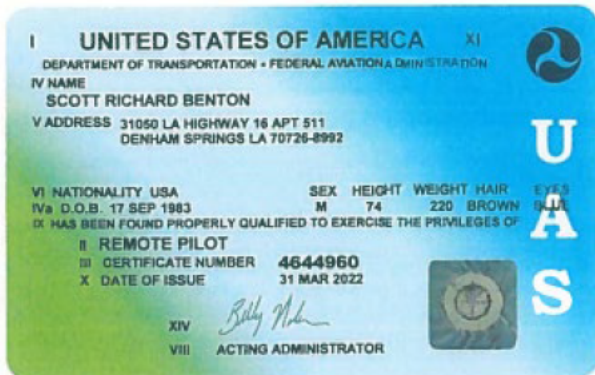 I UNITED STATES OF AMERICA XI
DEPARTMENT OF TRANSPORTATION • FEDERAL AVIATION ADMINISTRATION
IV NAME
SCOTT RICHARD BENTON
V ADDRESS 31050 LA HIGHWAY 16 APT 511
DENHAM SPRINGS LA 70726-8992
VI NATIONALITY USA SEX HEIGHT WEIGHT HAIR EYES
IVa D.O.B. 17 SEP 1983 M 74 220 BROWN BLUE
IX HAS BEEN FOUND PROPERLY QUALIFIED TO EXERCISE THE PRIVILEGES OF
II REMOTE PILOT
III CERTIFICATE NUMBER 4644960
X DATE OF ISSUE 31 MAR 2022
XIV Billy Nolen
VIII ACTING ADMINISTRATOR
UAS